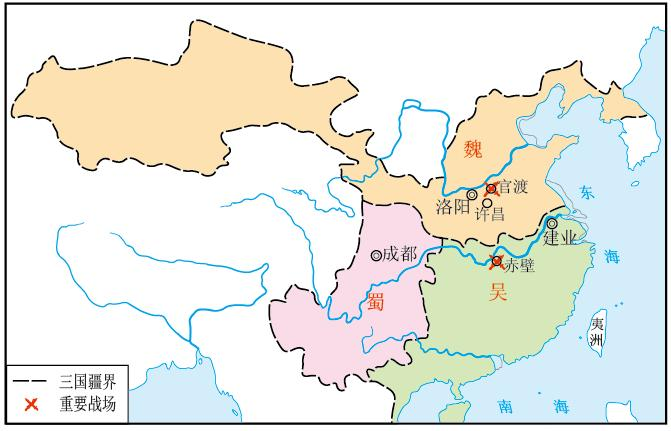 魏
官渡
洛阳
许昌
东
海
建业
成都
赤壁
吴
蜀
夷
洲
三国疆界
重要战场
南 海